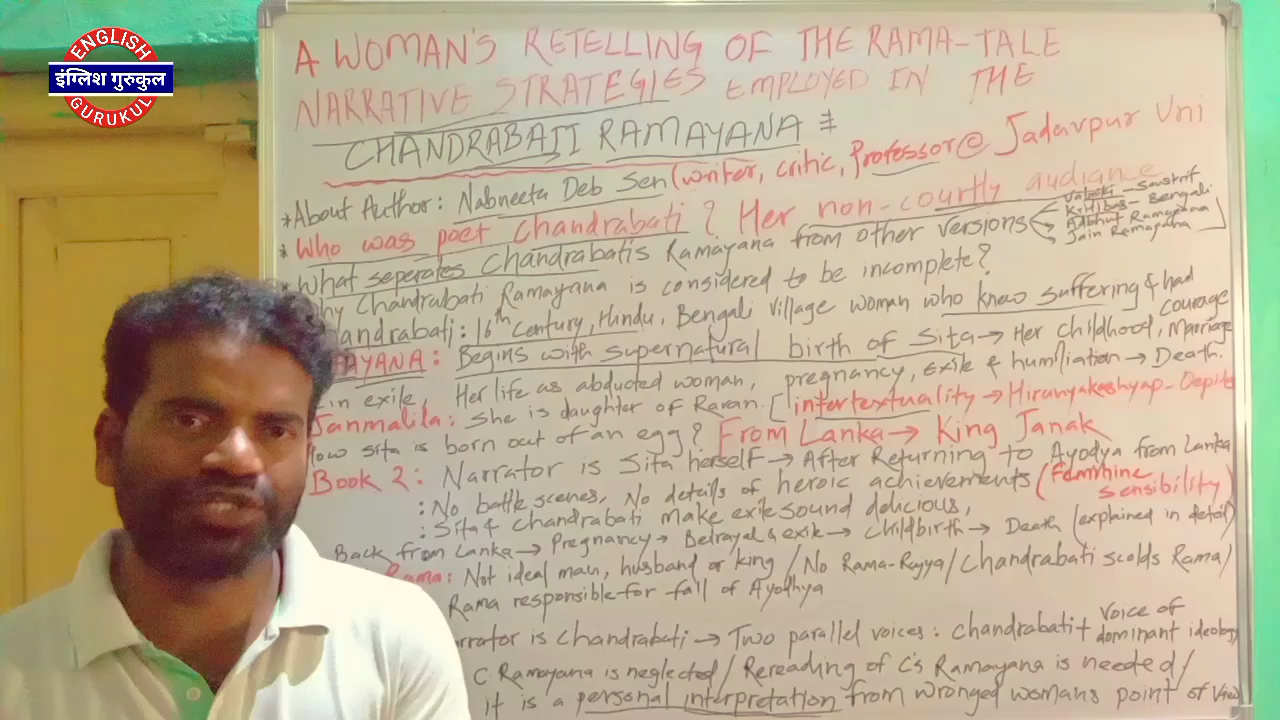 ENGLISH
इंग्लिश गुरुकुल
GURUKUL
A WOMAN'S RETELLING OF THE RAMA-TALE
NARRATIVE STRATEGIES EMPLOYED IN THE
CHANDRABATI RAMAYANA
*About Author: Nabneeta Deb Sen (writer, critic, Professor@ Jadavpur Uni
* Who was poet Chandrabati? Her non-courtly audience
*What seperates Chandrabatis Ramayana from other versions
Valmiki - Sanskrit
Kritibas - Bengali
Adbhut Ramayana
Jain Ramayana
hy Chandrabati Ramayana is considered to be incomplete?
handrabati: 16th Century, Hindu, Bengali Village woman who knew suffering & had courage
AYANA: Begins with supernatural birth of Sita → Her childhood, Marriage
in exile, Her life as abducted woman, pregnancy, exile & humiliation → Death.
Janmalila: She is daughter of Ravan. [intertextuality → Hiranyakashyap-
How sita is born out of an egg? From Lanka → King Janak
Book 2: Narrator is Sita herself → After Returning to Ayodya from Lanka
: No battle scenes, No details of heroic achievements (Feminine sensibility)
: Sita & Chandrabati make exile sound delicious,
Back from Lanka → Pregnancy → Betrayal & exile → Childbirth → Death (explained in detail)
Rama: Not ideal man, husband or king / No Rama-Rajya / Chandrabati scolds Rama /
Rama responsible for fall of Ayodhya
rrator is Chandrabati → Two parallel voices: Chandrabati + Voice of dominant ideology
C Ramayana is neglected / Rereading of C's Ramayana is needed /
it is a personal interpretation from wronged womans point of view